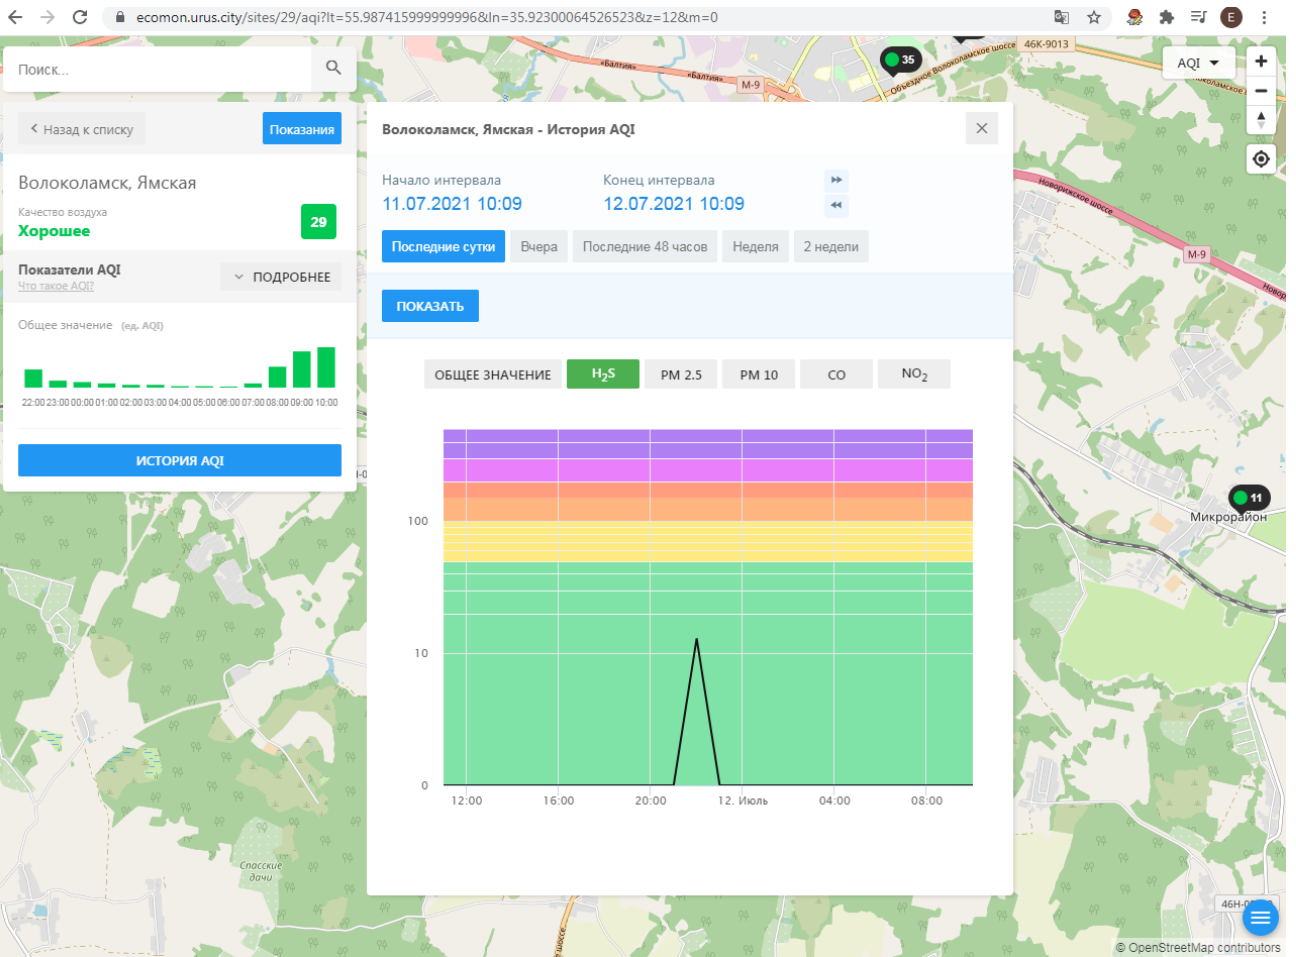 ecomon.urus.city/sites/29/aqi?lt=55.987415999999996&ln=35.92300064526523&z=12&m=0
E
Поиск...
Назад к списку
Показания
Волоколамск, Ямская
Качество воздуха
Хорошее
29
Показатели AQI
Что такое AQI?
ПОДРОБНЕЕ
Общее значение (ед. AQI)
22:00 23:00 00:00 01:00 02:00 03:00 04:00 05:00 06:00 07:00 08:00 09:00 10:00
ИСТОРИЯ AQI
Волоколамск, Ямская - История AQI
Начало интервала
Конец интервала
11.07.2021 10:09
12.07.2021 10:09
Последние сутки
Вчера
Последние 48 часов
Неделя
2 недели
ПОКАЗАТЬ
ОБЩЕЕ ЗНАЧЕНИЕ
H2S
PM 2.5
PM 10
CO
NO2
100
10
0
12:00
16:00
20:00
12. Июль
04:00
08:00
«Балтия»
«Балтия»
М-9
35
Объездное Волоколамское шоссе
46К-9013
AQI
Новорижское шоссе
М-9
11
Микрорайон
Спасские
дачи
© OpenStreetMap contributors